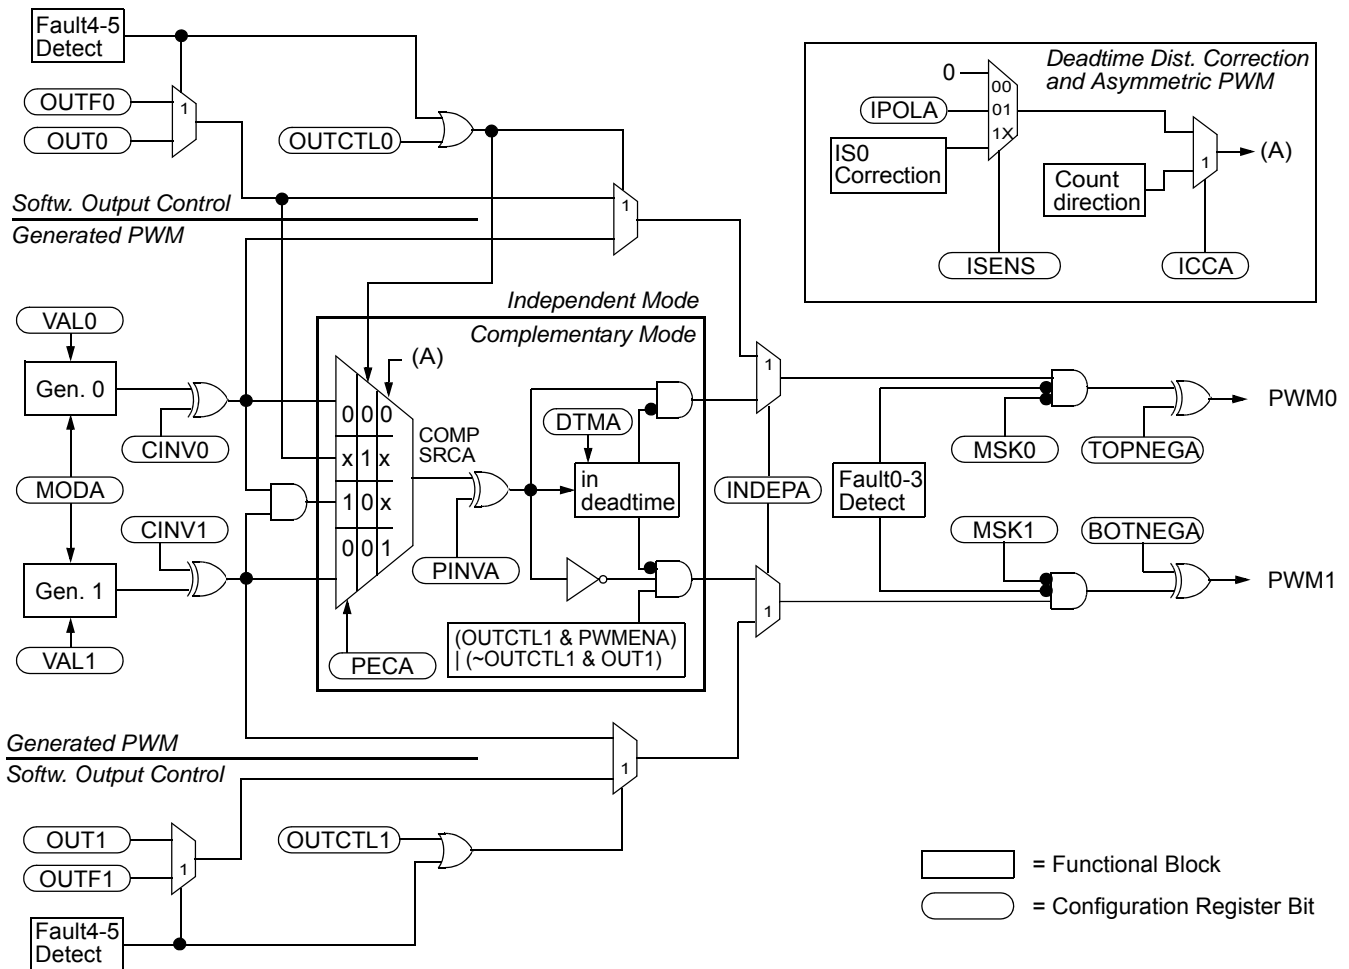 Fault4-5
Detect
OUTF0
OUT0
1
OUTCTL0
Softw. Output Control
Generated PWM
1
Deadtime Dist. Correction
and Asymmetric PWM
0
IPOLA
IS0
Correction
00
01
1X
Count
direction
1
(A)
ISENS
ICCA
Independent Mode
Complementary Mode
VAL0
Gen. 0
CINV0
MODA
CINV1
Gen. 1
VAL1
(A)
0 0 0
x 1 x
1 0 x
0 0 1
COMP
SRCA
PINVA
PECA
DTMA
in
deadtime
(OUTCTL1 & PWMENA)
| (~OUTCTL1 & OUT1)
1
INDEPA
1
MSK0
Fault0-3
Detect
MSK1
TOPNEGA
BOTNEGA
PWM0
PWM1
Generated PWM
Softw. Output Control
1
OUT1
OUTF1
1
OUTCTL1
Fault4-5
Detect
= Functional Block
= Configuration Register Bit